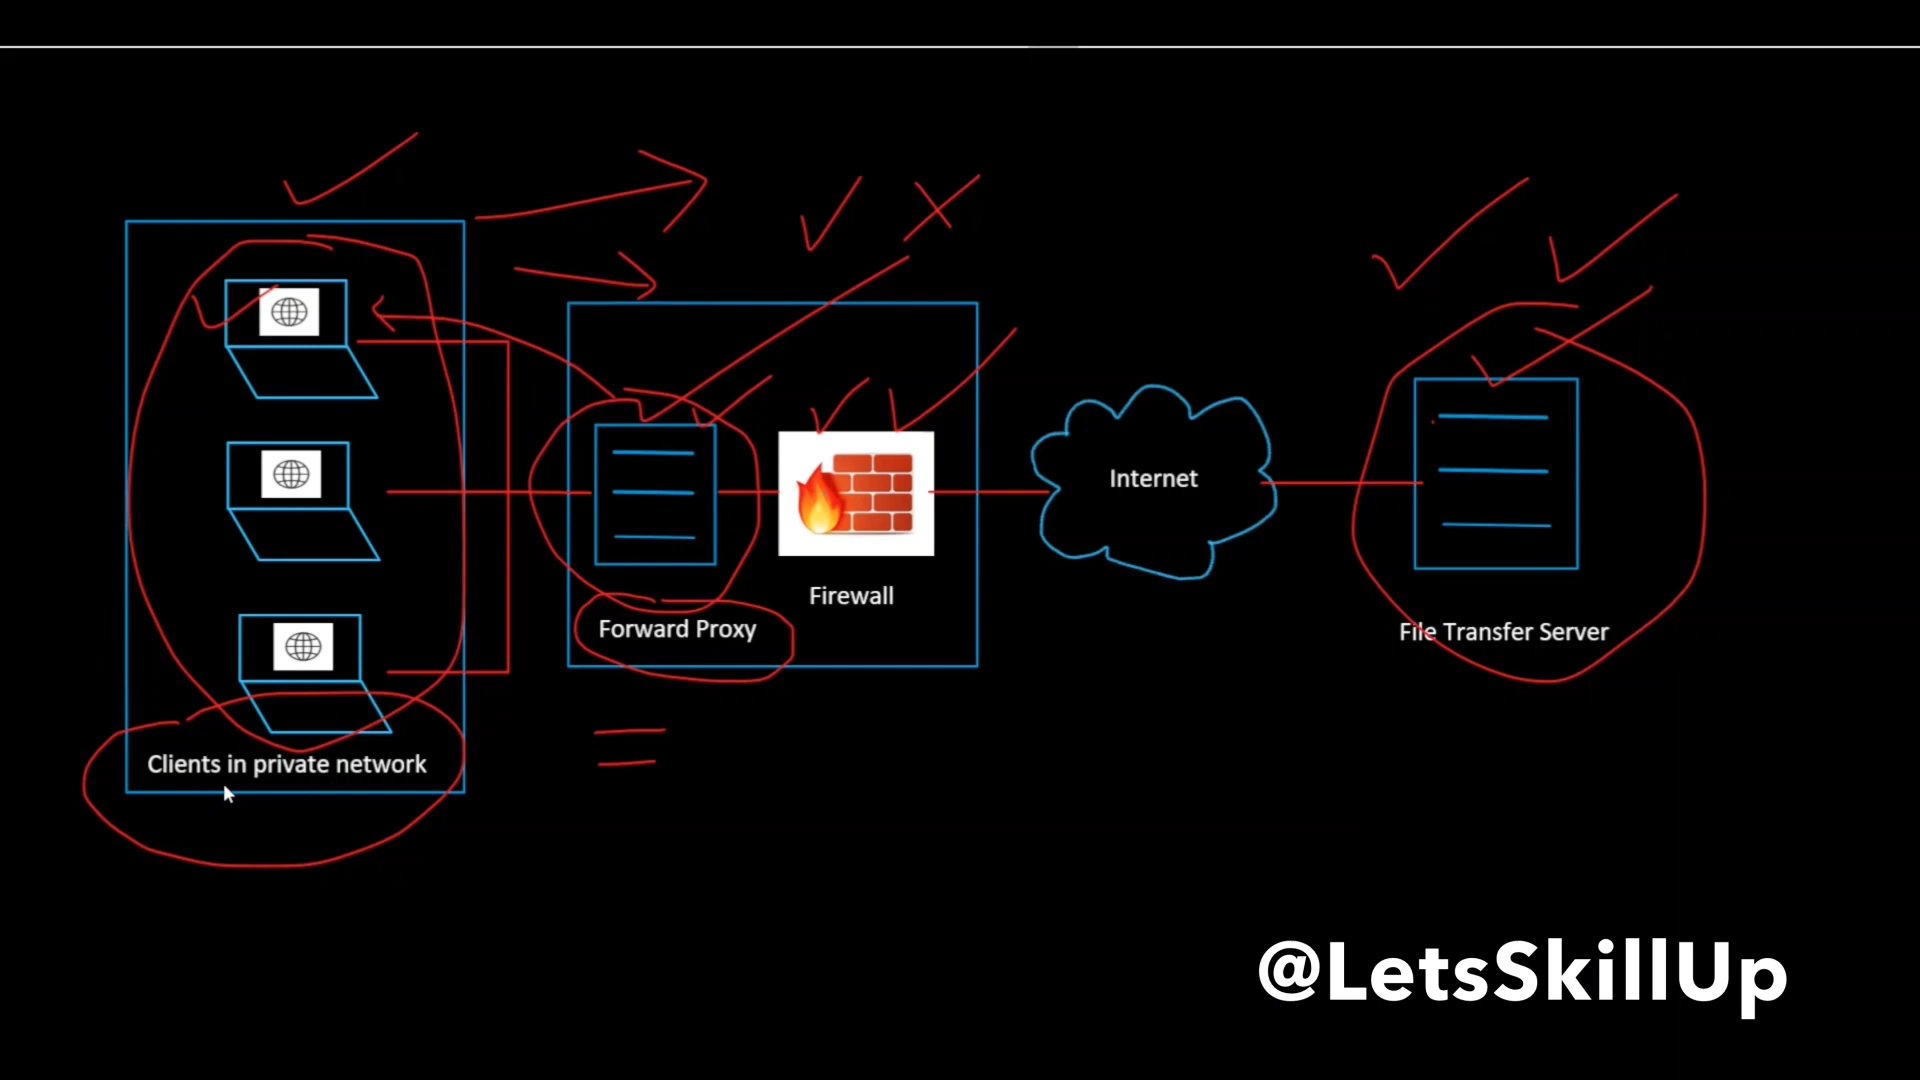 Internet
Firewall
Forward Proxy
File Transfer Server
Clients in private network
@LetsSkillUp